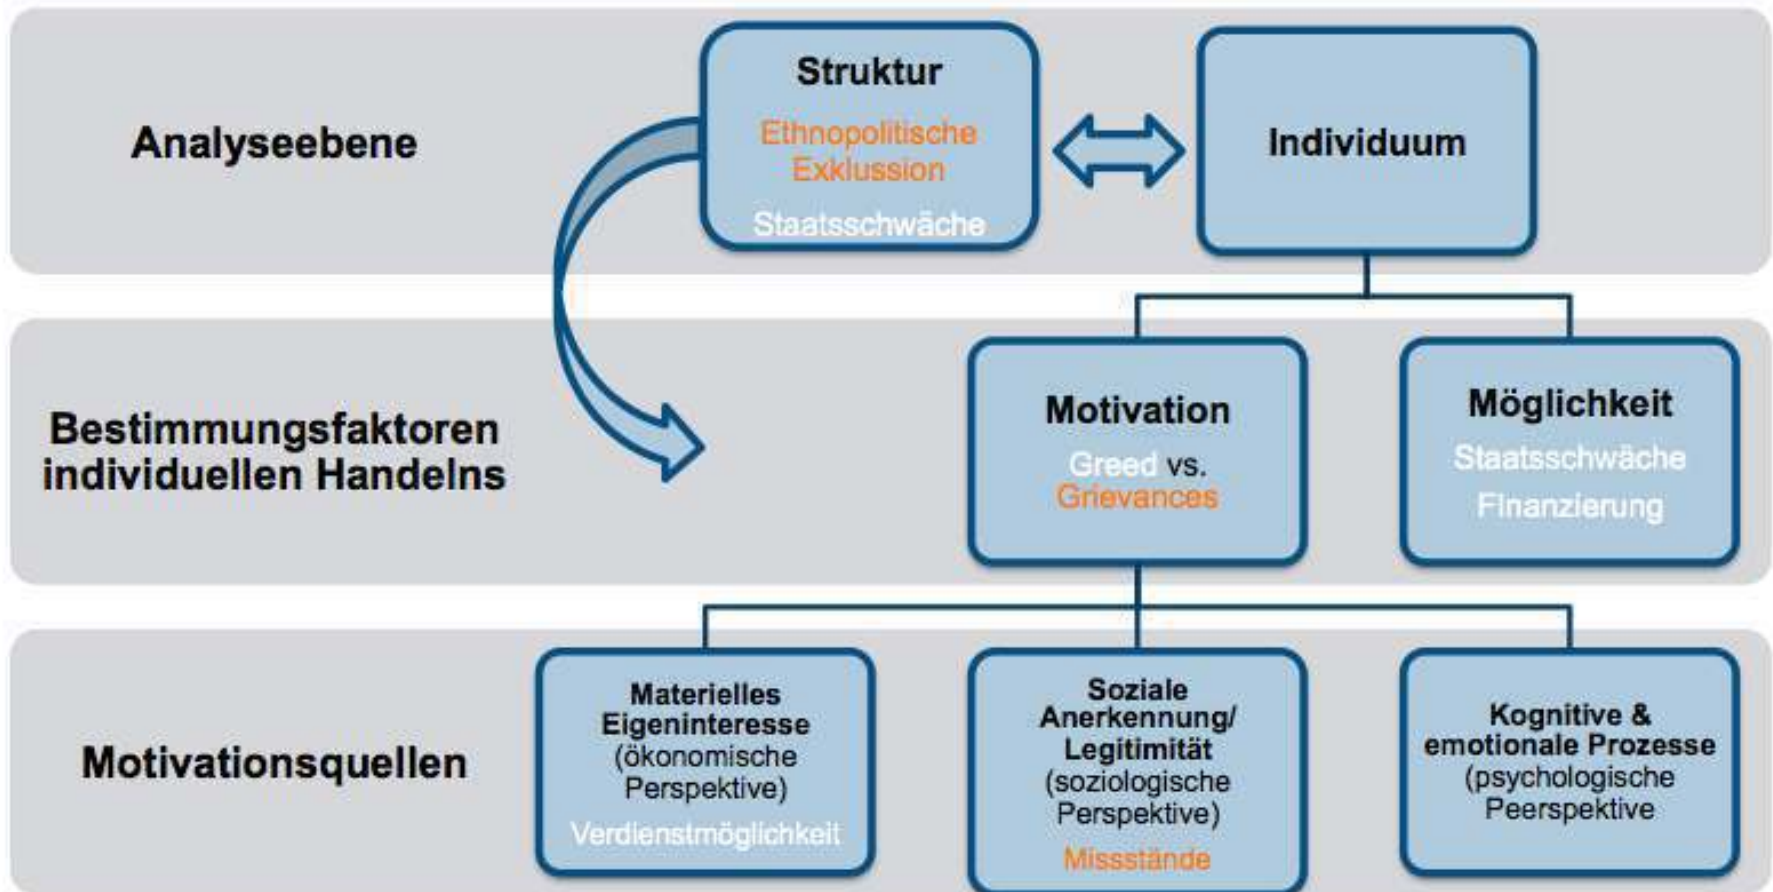 Analyseebene
Struktur
Ethnopolitische
Exklussion
Staatsschwäche
Individuum
Bestimmungsfaktoren
individuellen Handelns
Motivation
Greed vs.
Grievances
Möglichkeit
Staatsschwäche
Finanzierung
Motivationsquellen
Materielles
Eigeninteresse
(ökonomische
Perspektive)
Verdienstmöglichkeit
Soziale
Anerkennung/
Legitimität
(soziologische
Perspektive)
Missstände
Kognitive &
emotionale Prozesse
(psychologische
Peerspektive